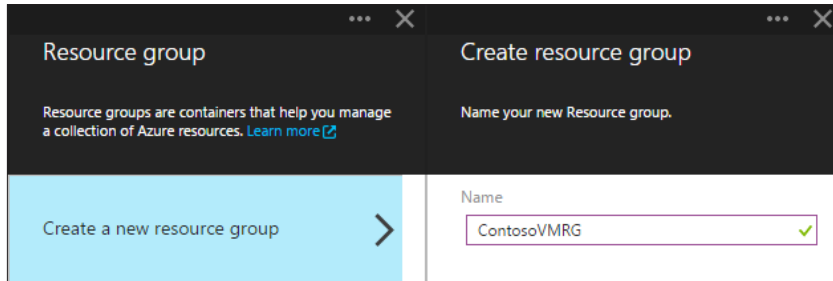 Resource group
Resource groups are containers that help you manage
a collection of Azure resources. Learn more
Create a new resource group
Create resource group
Name your new Resource group.
Name
ContosoVMRG